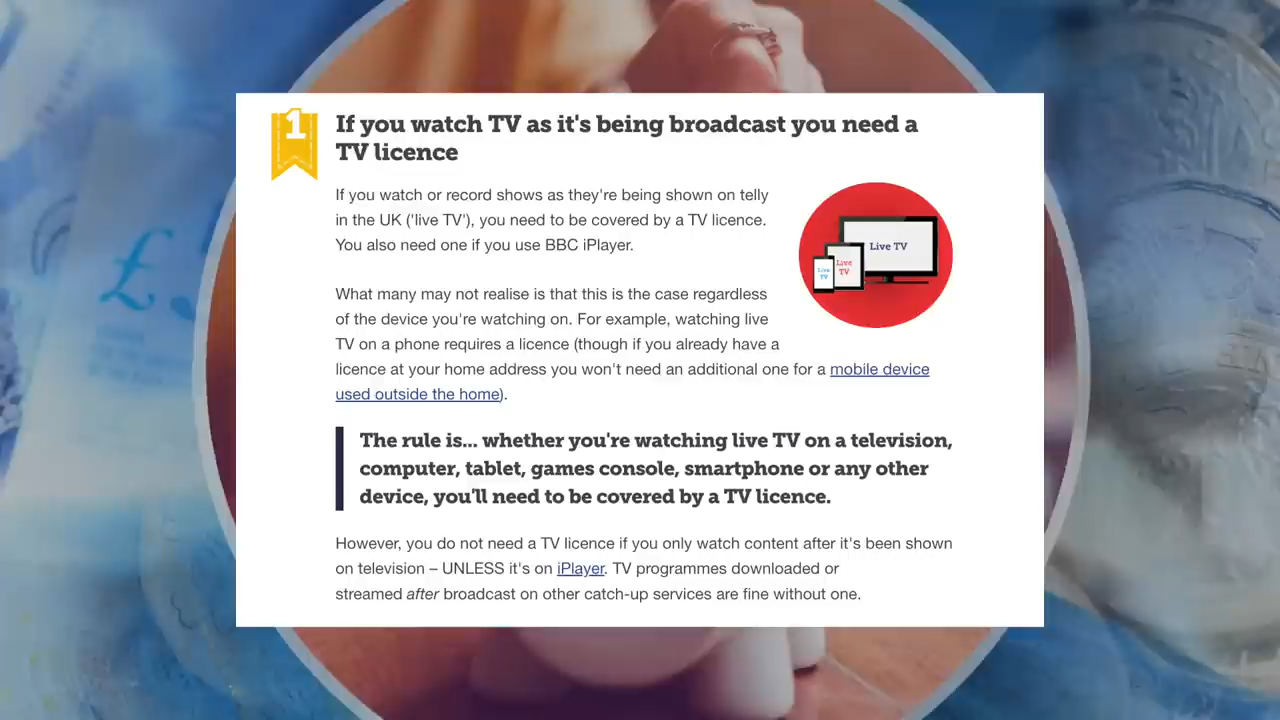 1
If you watch TV as it's being broadcast you need a
TV licence
If you watch or record shows as they're being shown on telly
in the UK ('live TV'), you need to be covered by a TV licence.
You also need one if you use BBC iPlayer.
Live TV
Live
TV
Live
TV
What many may not realise is that this is the case regardless
of the device you're watching on. For example, watching live
TV on a phone requires a licence (though if you already have a
licence at your home address you won't need an additional one for a mobile device
used outside the home).
The rule is... whether you're watching live TV on a television,
computer, tablet, games console, smartphone or any other
device, you'll need to be covered by a TV licence.
However, you do not need a TV licence if you only watch content after it's been shown
on television – UNLESS it's on iPlayer. TV programmes downloaded or
streamed after broadcast on other catch-up services are fine without one.